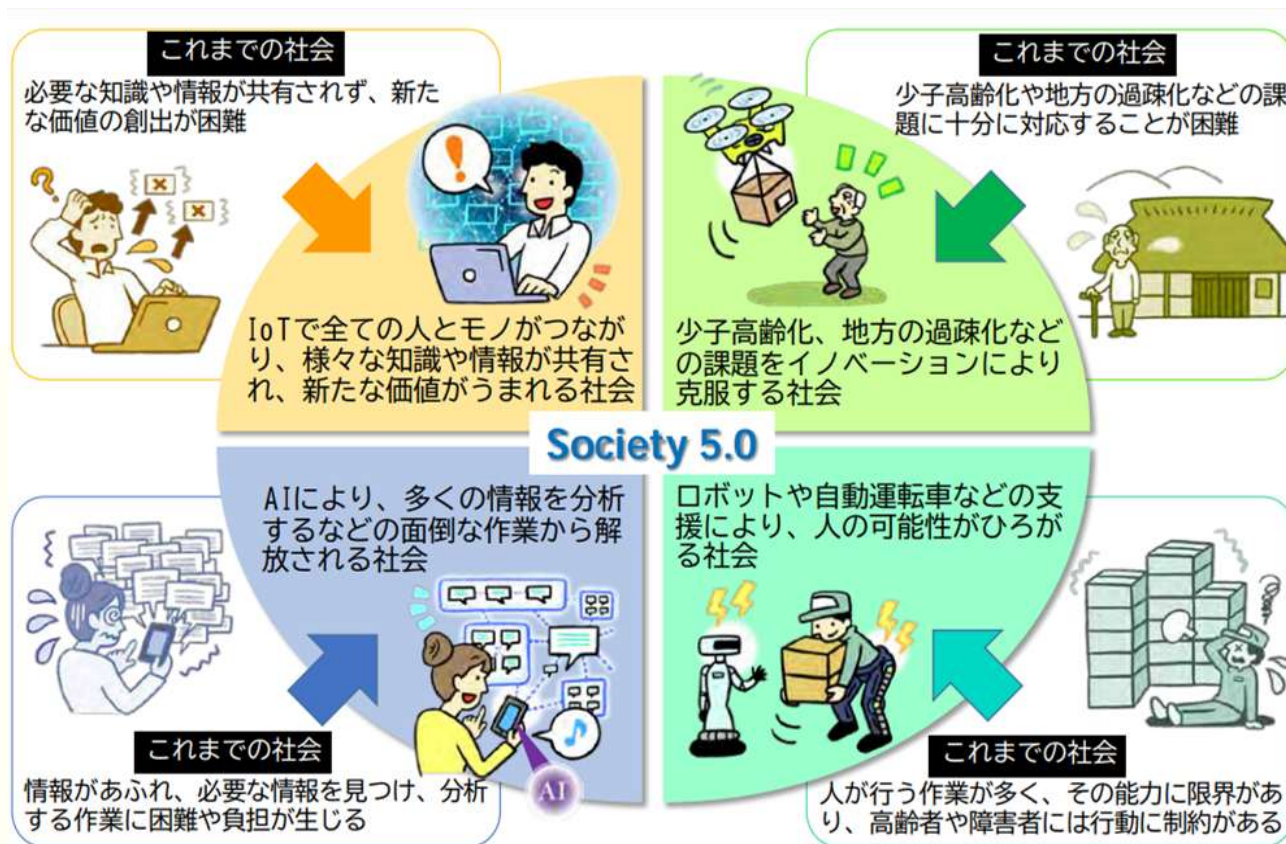 これまでの社会
必要な知識や情報が共有されず、新た
な価値の創出が困難
IoTで全ての人とモノがつなが
り、様々な知識や情報が共有さ
れ、新たな価値がうまれる社会
これまでの社会
少子高齢化や地方の過疎化などの課
題に十分に対応することが困難
少子高齢化、地方の過疎化など
の課題をイノベーションにより
克服する社会
Society 5.0
AIにより、多くの情報を分析
するなどの面倒な作業から解
放される社会
AI
これまでの社会
情報があふれ、必要な情報を見つけ、分析
する作業に困難や負担が生じる
ロボットや自動運転車などの支
援により、人の可能性がひろが
る社会
これまでの社会
人が行う作業が多く、その能力に限界があ
り、高齢者や障害者には行動に制約がある